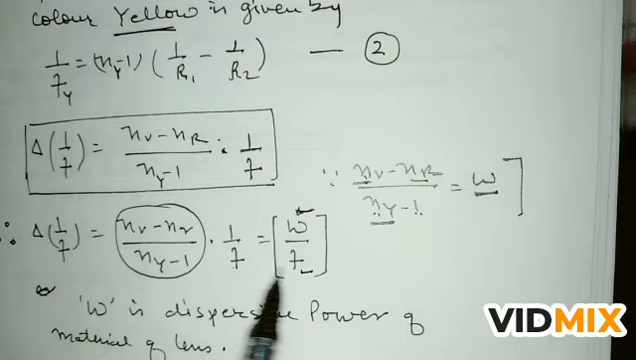 colour Yellow is given by
1/f_Y = (n_Y-1) (1/R_1 - 1/R_2) — ②
Δ(1/f) = n_V-n_R/n_Y-1 · 1/f
∵ n_V-n_R/n_Y-1 = w ]
∴ Δ(1/f) = n_V-n_r/n_Y-1 · 1/f = [w/f]
'w' is dispersive Power of
material of lens.
VIDMIX